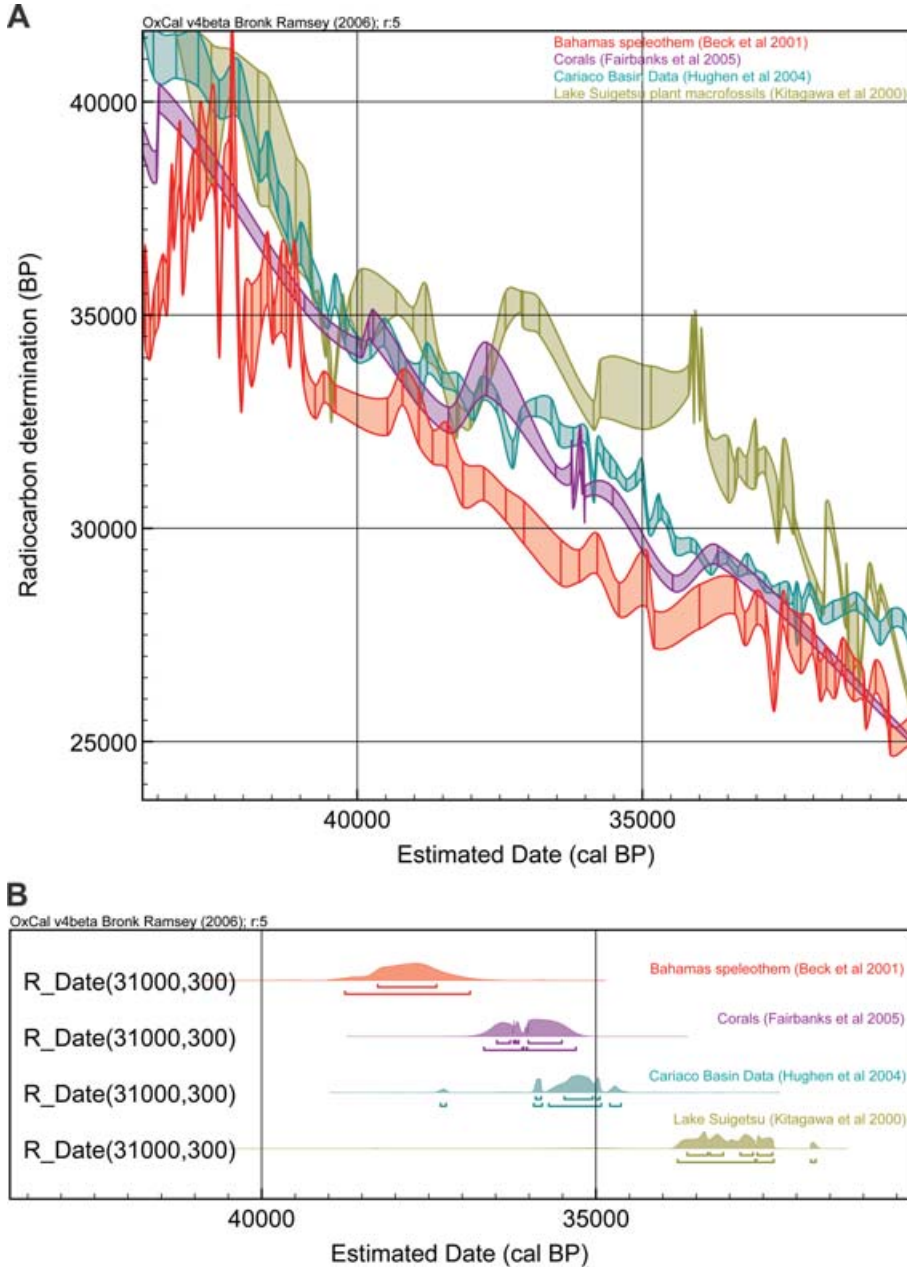 A
OxCal v4beta Bronk Ramsey (2006); r:5
Bahamas speleothem (Beck et al 2001)
Corals (Fairbanks et al 2005)
Cariaco Basin Data (Hughen et al 2004)
Lake Suigetsu plant macrofossils (Kitagawa et al 2000)
Radiocarbon determination (BP)
40000
35000
30000
25000
40000 35000
Estimated Date (cal BP)
B
OxCal v4beta Bronk Ramsey (2006); r:5
R_Date(31000,300) Bahamas speleothem (Beck et al 2001)
R_Date(31000,300) Corals (Fairbanks et al 2005)
R_Date(31000,300) Cariaco Basin Data (Hughen et al 2004)
R_Date(31000,300) Lake Suigetsu (Kitagawa et al 2000)
40000 35000
Estimated Date (cal BP)